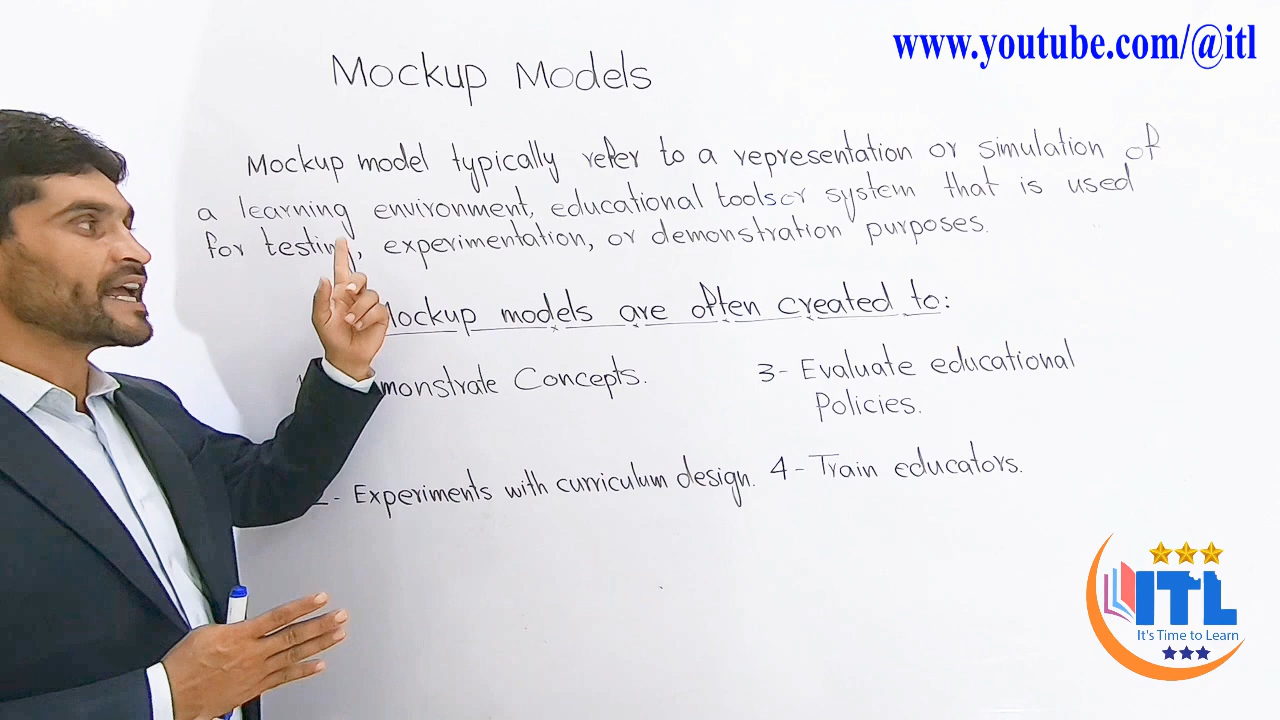 www.youtube.com/@itl
Mockup Models
Mockup model typically refer to a representation or simulation of
a learning environment, educational tools or system that is used
for testing, experimentation, or demonstration purposes.
Mockup models are often created to:
Demonstrate Concepts.
3- Evaluate educational
Policies.
2- Experiments with curriculum design.
4- Train educators.
ITL
It's Time to Learn